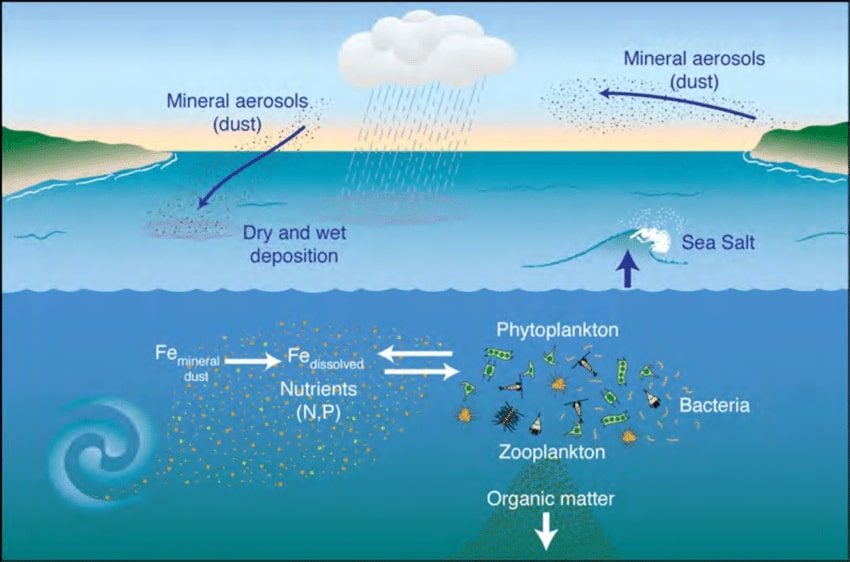 Mineral aerosols
(dust)
Mineral aerosols
(dust)
Dry and wet
deposition
Sea Salt
Phytoplankton
Fe mineral dust
Fe dissolved
Nutrients
(N,P)
Bacteria
Zooplankton
Organic matter